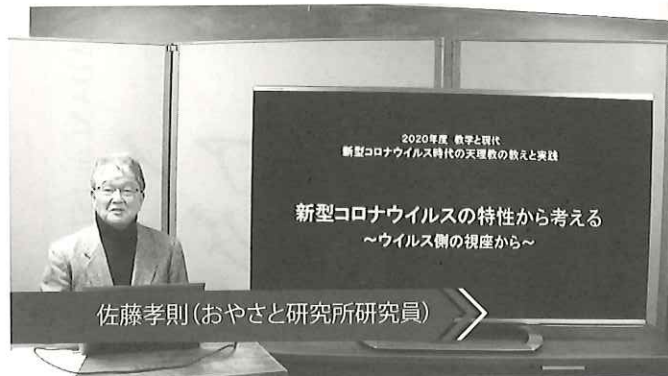 2020年度 教学と現代
新型コロナウイルス時代の天理教の教えと実践
新型コロナウイルスの特性から考える
～ウイルス側の視座から～
佐藤孝則(おやさと研究所研究員)